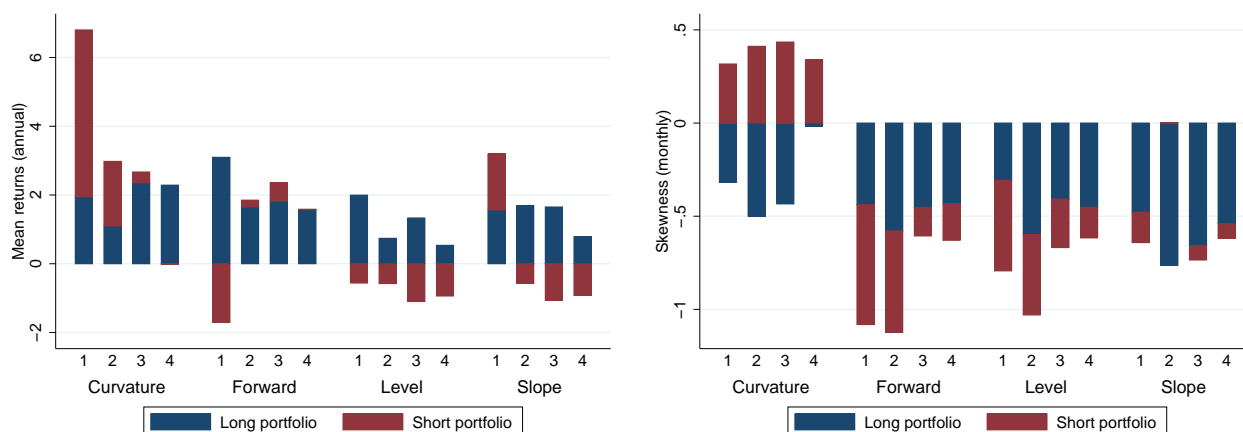 Mean returns (annual)
6
4
2
0
−2
1 2 3 4 1 2 3 4 1 2 3 4 1 2 3 4
Curvature Forward Level Slope
Long portfolio Short portfolio
Skewness (monthly)
.5
0
−.5
−1
1 2 3 4 1 2 3 4 1 2 3 4 1 2 3 4
Curvature Forward Level Slope
Long portfolio Short portfolio